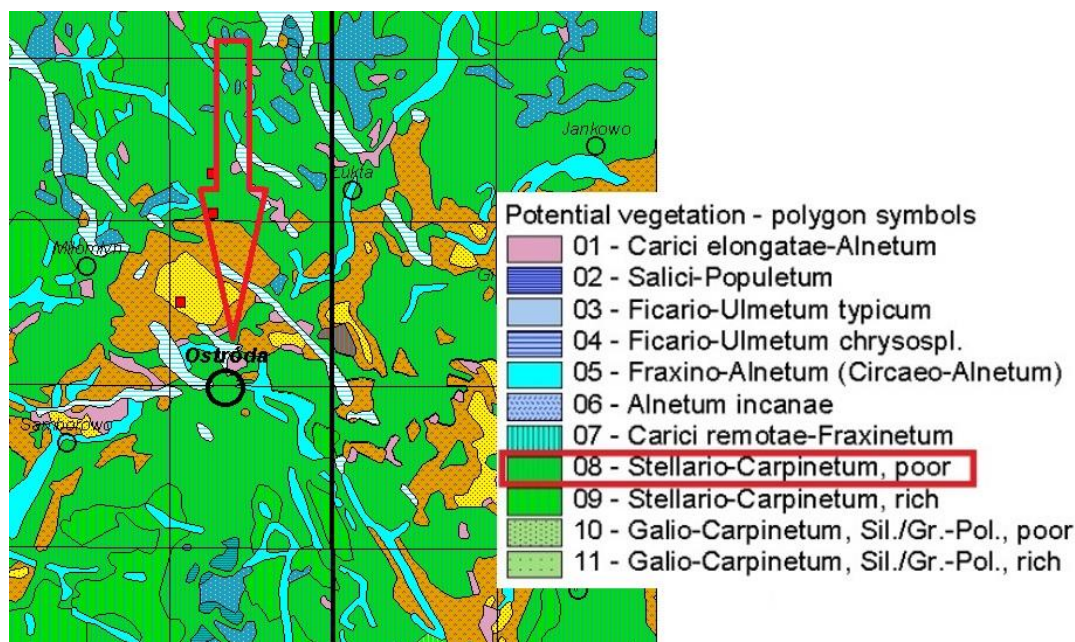 Jankowo
Łukta
Miłomłyn
Ostróda
Potential vegetation - polygon symbols
01 - Carici elongatae-Alnetum
02 - Salici-Populetum
03 - Ficario-Ulmetum typicum
04 - Ficario-Ulmetum chrysospl.
05 - Fraxino-Alnetum (Circaeo-Alnetum)
06 - Alnetum incanae
07 - Carici remotae-Fraxinetum
08 - Stellario-Carpinetum, poor
09 - Stellario-Carpinetum, rich
10 - Galio-Carpinetum, Sil./Gr.-Pol., poor
11 - Galio-Carpinetum, Sil./Gr.-Pol., rich